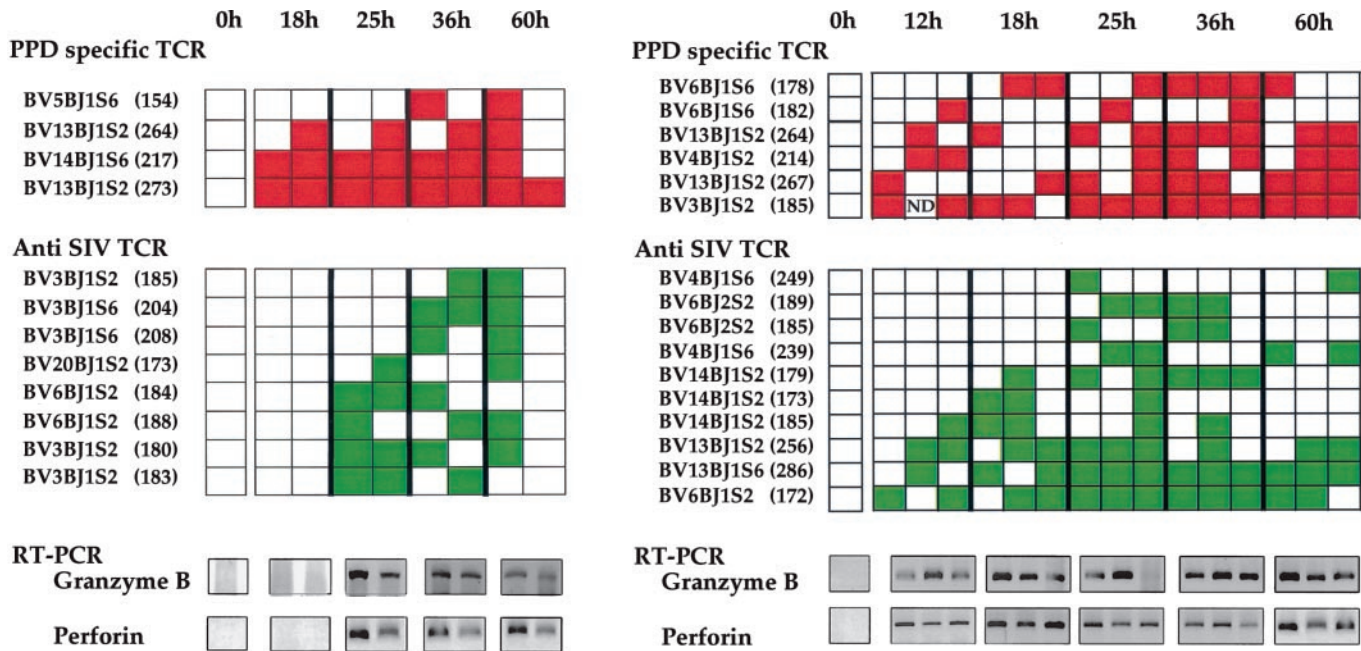 0h 18h 25h 36h 60h
PPD specific TCR
BV5BJ1S6 (154)
BV13BJ1S2 (264)
BV14BJ1S6 (217)
BV13BJ1S2 (273)
Anti SIV TCR
BV3BJ1S2 (185)
BV3BJ1S6 (204)
BV3BJ1S6 (208)
BV20BJ1S2 (173)
BV6BJ1S2 (184)
BV6BJ1S2 (188)
BV3BJ1S2 (180)
BV3BJ1S2 (183)
RT-PCR
Granzyme B
Perforin
0h 12h 18h 25h 36h 60h
PPD specific TCR
BV6BJ1S6 (178)
BV6BJ1S6 (182)
BV13BJ1S2 (264)
BV4BJ1S2 (214)
BV13BJ1S2 (267)
BV3BJ1S2 (185) ND
Anti SIV TCR
BV4BJ1S6 (249)
BV6BJ2S2 (189)
BV6BJ2S2 (185)
BV4BJ1S6 (239)
BV14BJ1S2 (179)
BV14BJ1S2 (173)
BV14BJ1S2 (185)
BV13BJ1S2 (256)
BV13BJ1S6 (286)
BV6BJ1S2 (172)
RT-PCR
Granzyme B
Perforin